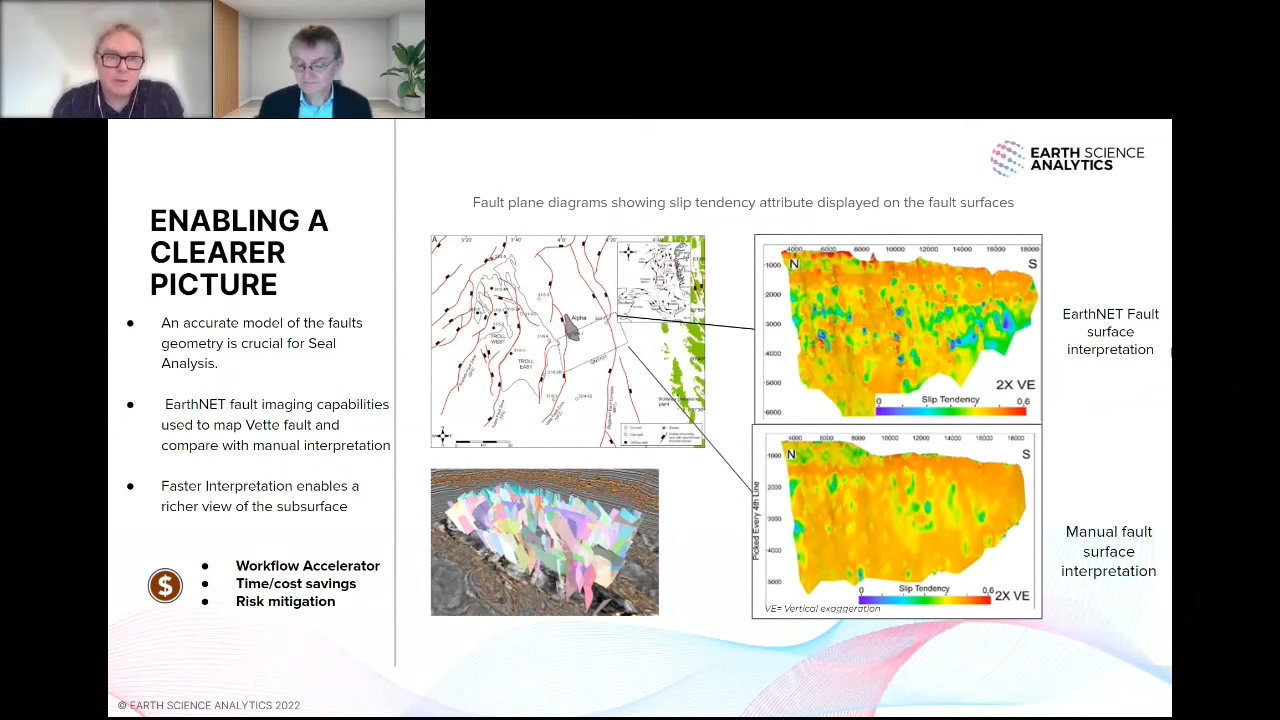 EARTH SCIENCE
ANALYTICS
Fault plane diagrams showing slip tendency attribute displayed on the fault surfaces
ENABLING A
CLEARER
PICTURE
● An accurate model of the faults
geometry is crucial for Seal
Analysis.
● EarthNET fault imaging capabilities
used to map Vette fault and
compare with manual interpretation
● Faster Interpretation enables a
richer view of the subsurface
$
● Workflow Accelerator
● Time/cost savings
● Risk mitigation
A
Alpha
TROLL
WEST
TROLL
EAST
GN1101
4000 6000 8000 10000 12000 14000 16000 18000
N
S
1000
2000
3000
4000
5000
6000
2X VE
Slip Tendency
0
0,6
EarthNET Fault
surface
interpretation
4000 6000 8000 10000 12000 14000 16000 18000
N
S
1000
2000
3000
4000
5000
Picked Every 4th Line
Slip Tendency
0
0,6
2X VE
VE= Vertical exaggeration
Manual fault
surface
interpretation
© EARTH SCIENCE ANALYTICS 2022